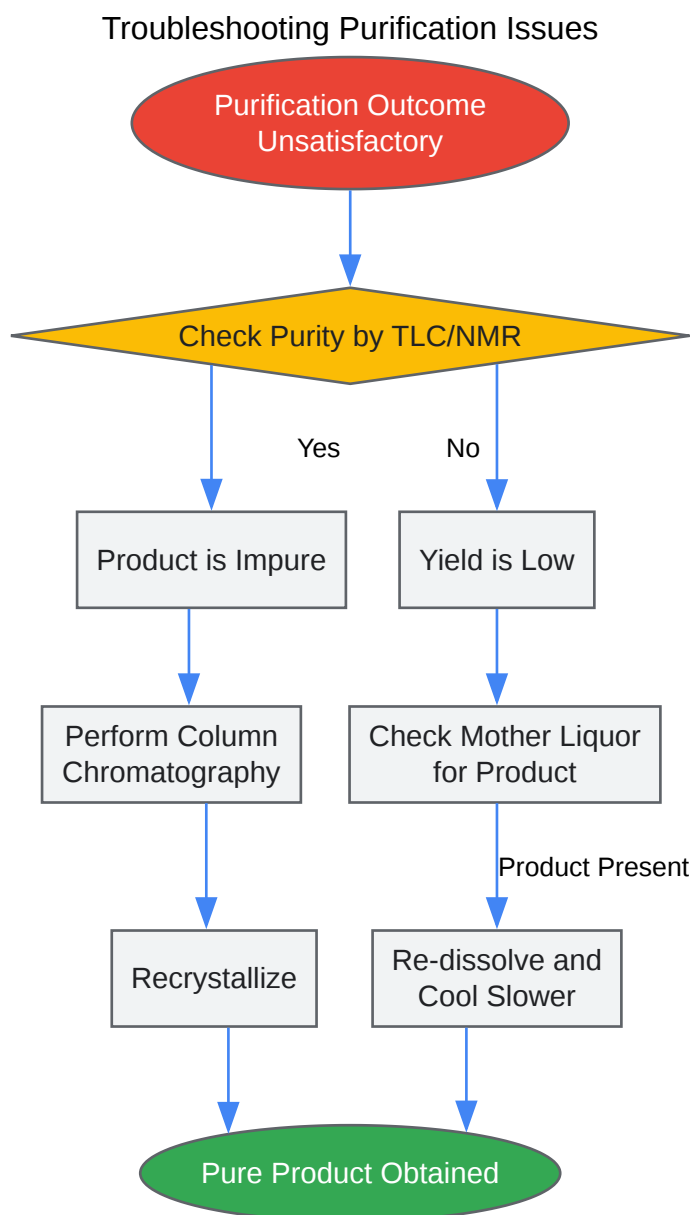 Troubleshooting Purification Issues
Purification Outcome
Unsatisfactory
Check Purity by TLC/NMR
Yes
No
Product is Impure
Yield is Low
Perform Column
Chromatography
Check Mother Liquor
for Product
Product Present
Recrystallize
Re-dissolve and
Cool Slower
Pure Product Obtained